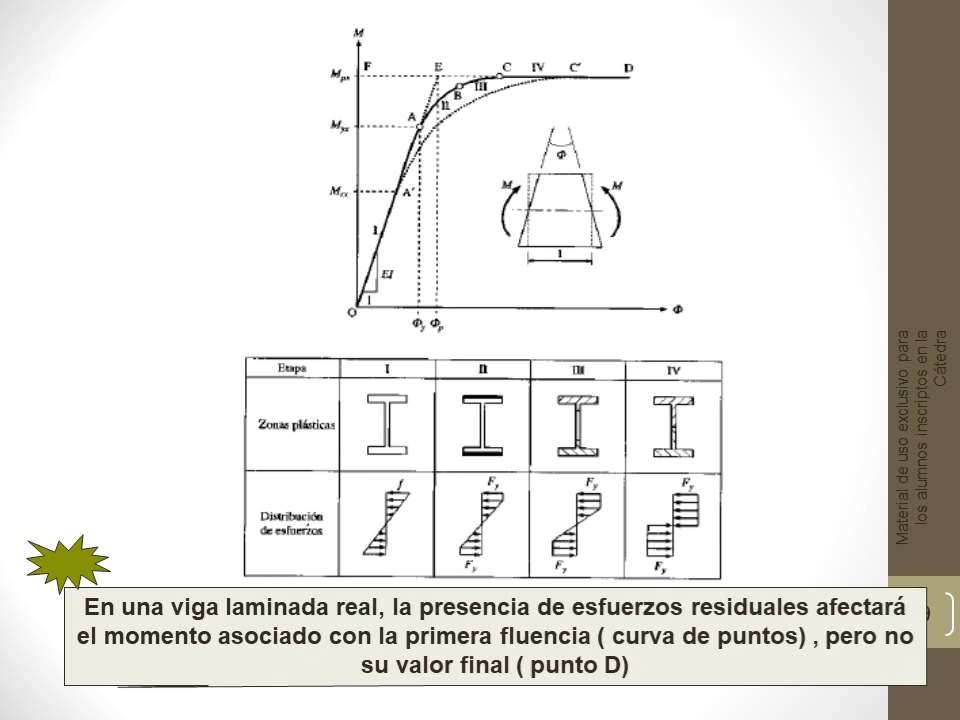 M
F
E
C
IV
C'
D
B
III
II
A
A'
I
EI
1
O
Φy
Φp
Φ
Φ
M
M
1
Etapa
I
II
III
IV
Zonas plásticas
Distribución
de esfuerzos
f
Fy
Fy
Fy
Fy
Fy
Fy
En una viga laminada real, la presencia de esfuerzos residuales afectará
el momento asociado con la primera fluencia ( curva de puntos) , pero no
su valor final ( punto D)
Material de uso exclusivo para
los alumnos inscriptos en la
Cátedra